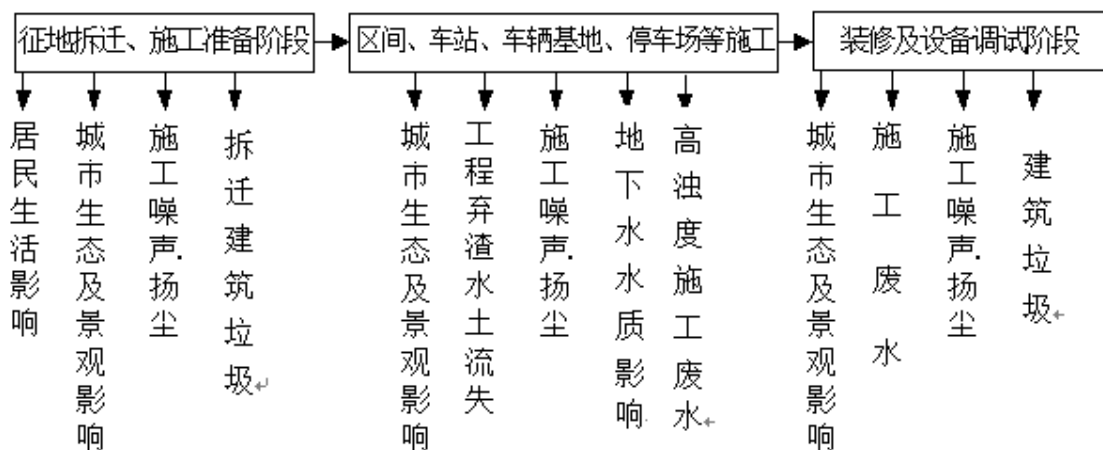 征地拆迁、施工准备阶段
区间、车站、车辆基地、停车场等施工
装修及设备调试阶段
居民生活影响
城市生态及景观影响
施工噪声.扬尘
拆迁建筑垃圾
城市生态及景观影响
工程弃渣水土流失
施工噪声.扬尘
地下水水质影响
高浊度施工废水
城市生态及景观影响
施工废水
施工噪声.扬尘
建筑垃圾